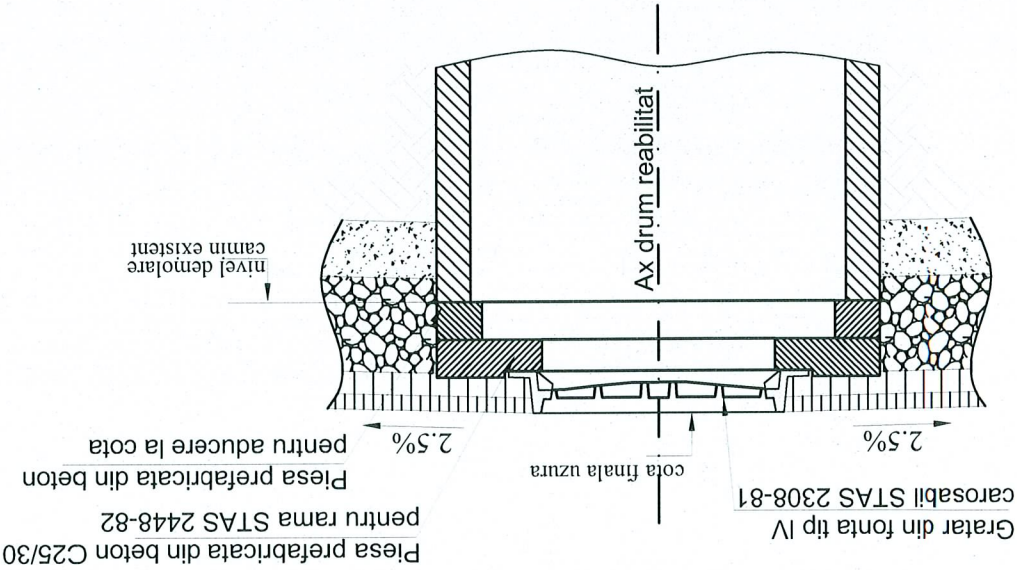 Gratar din fonta tip IV
carosabil STAS 2308-81
Piesa prefabricata din beton C25/30
pentru rama STAS 2448-82
Piesa prefabricata din beton
pentru aducere la cota
cota finala uzura
2.5%
2.5%
nivel demolare
camin existent
Ax drum reabilitat